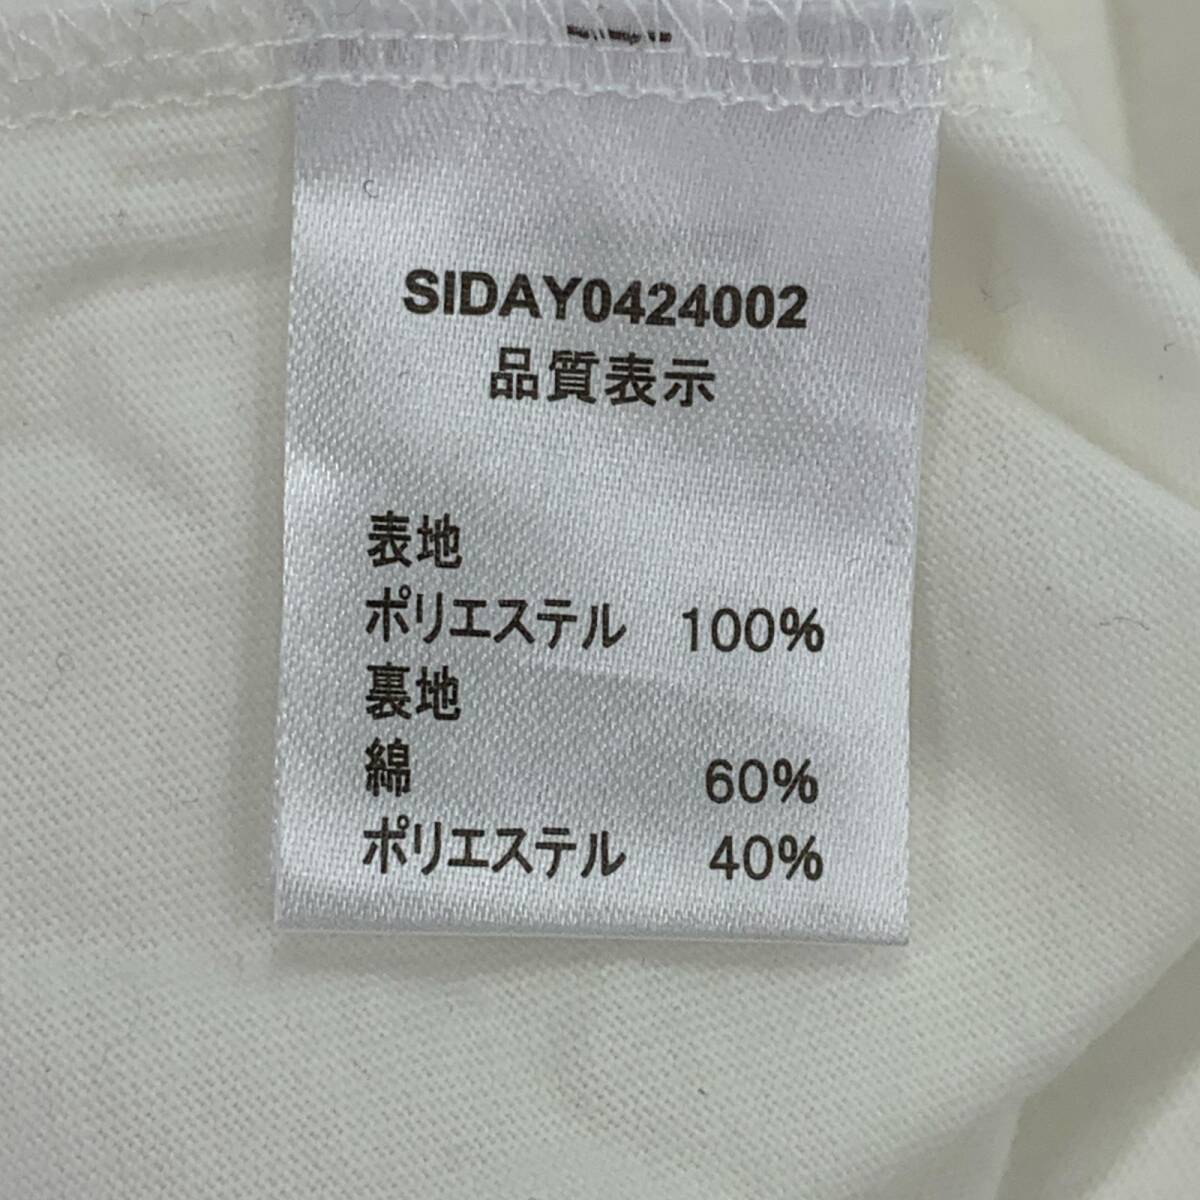 SIDAY0424002
品質表示
表地
ポリエステル 100%
裏地
綿 60%
ポリエステル 40%